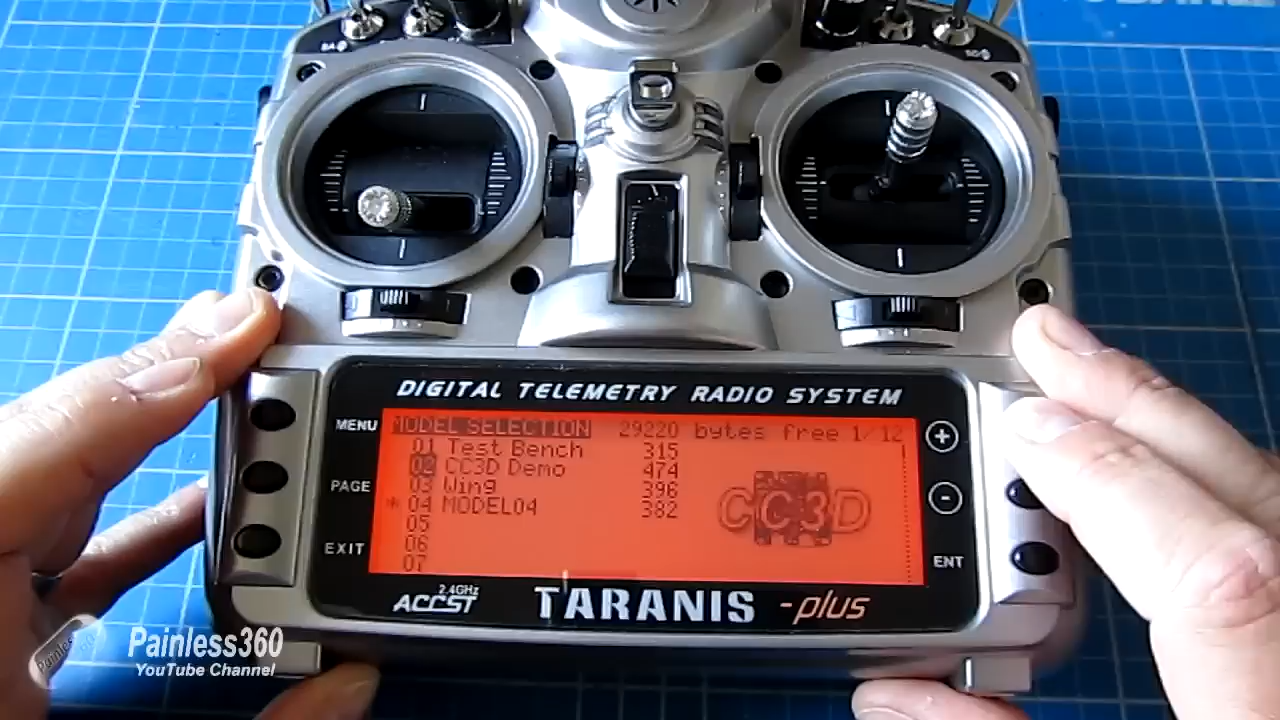 DIGITAL TELEMETRY RADIO SYSTEM
MENU
PAGE
EXIT
MODEL SELECTION 29220 bytes free 1/12
01 Test Bench 315
02 CC3D Demo 474
03 Wing 396
* 04 MODEL04 382
05
06
07
CC3D
+
-
ENT
2.4GHz
ACCST
TARANIS -plus
Painless360
YouTube Channel